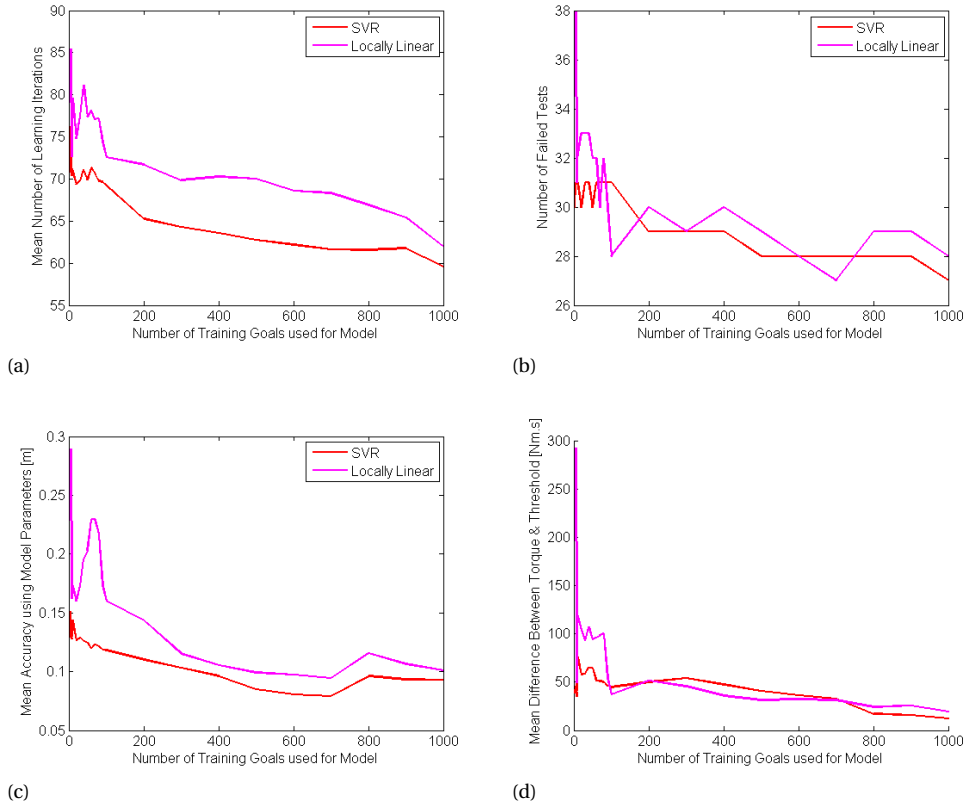 90
85
80
75
70
65
60
55
Mean Number of Learning Iterations
SVR
Locally Linear
0 200 400 600 800 1000
Number of Training Goals used for Model
(a)
38
36
34
32
30
28
26
Number of Failed Tests
SVR
Locally Linear
0 200 400 600 800 1000
Number of Training Goals used for Model
(b)
0.3
0.25
0.2
0.15
0.1
0.05
Mean Accuracy using Model Parameters [m]
SVR
Locally Linear
0 200 400 600 800 1000
Number of Training Goals used for Model
(c)
300
250
200
150
100
50
0
Mean Difference Between Torque & Threshold [Nm.s]
0 200 400 600 800 1000
Number of Training Goals used for Model
(d)